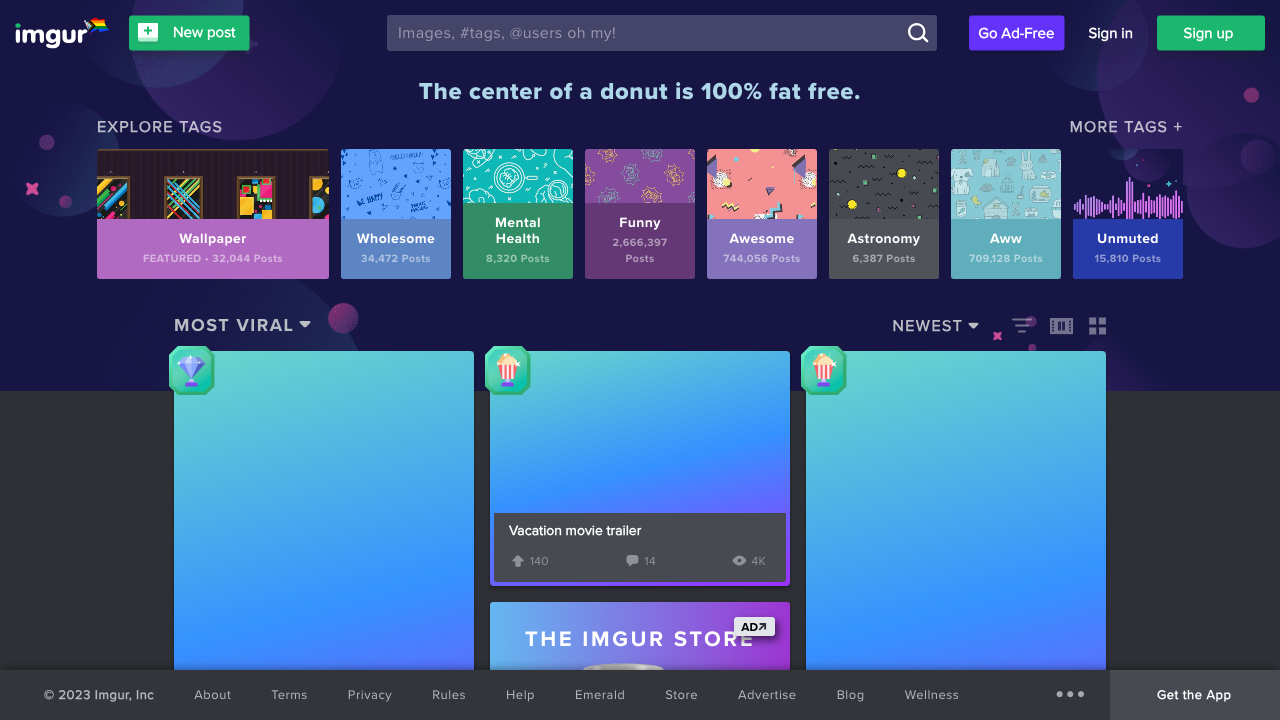 imgur
New post
Images, #tags, @users oh my!
Go Ad-Free
Sign in
Sign up
The center of a donut is 100% fat free.
EXPLORE TAGS
MORE TAGS +
Wallpaper
FEATURED • 32,044 Posts
Wholesome
34,472 Posts
Mental
Health
8,320 Posts
Funny
2,666,397
Posts
Awesome
744,056 Posts
Astronomy
6,387 Posts
Aww
709,128 Posts
Unmuted
15,810 Posts
MOST VIRAL
NEWEST
Vacation movie trailer
140
14
4K
THE IMGUR STORE
AD
© 2023 Imgur, Inc
About
Terms
Privacy
Rules
Help
Emerald
Store
Advertise
Blog
Wellness
Get the App